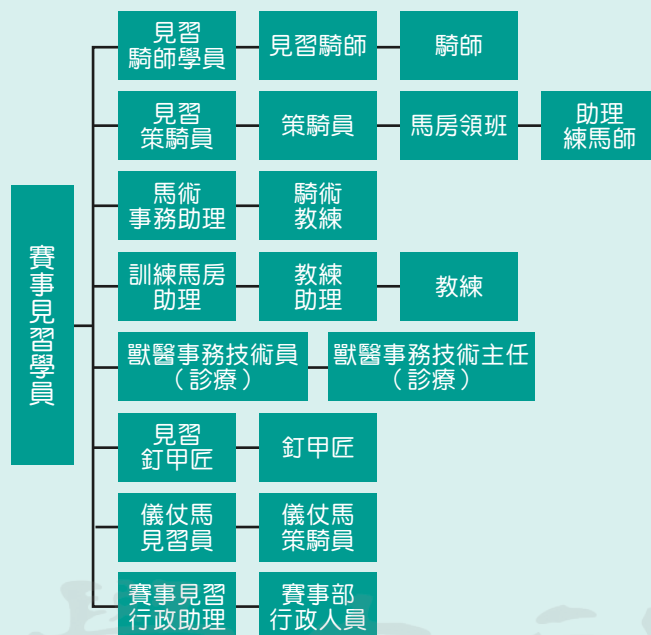 賽事見習學員
見習
騎師學員
見習騎師
騎師
見習
策騎員
策騎員
馬房領班
助理
練馬師
馬術
事務助理
騎術
教練
訓練馬房
助理
教練
助理
教練
獸醫事務技術員
（診療）
獸醫事務技術主任
（診療）
見習
釘甲匠
釘甲匠
儀仗馬
見習員
儀仗馬
策騎員
賽事見習
行政助理
賽事部
行政人員